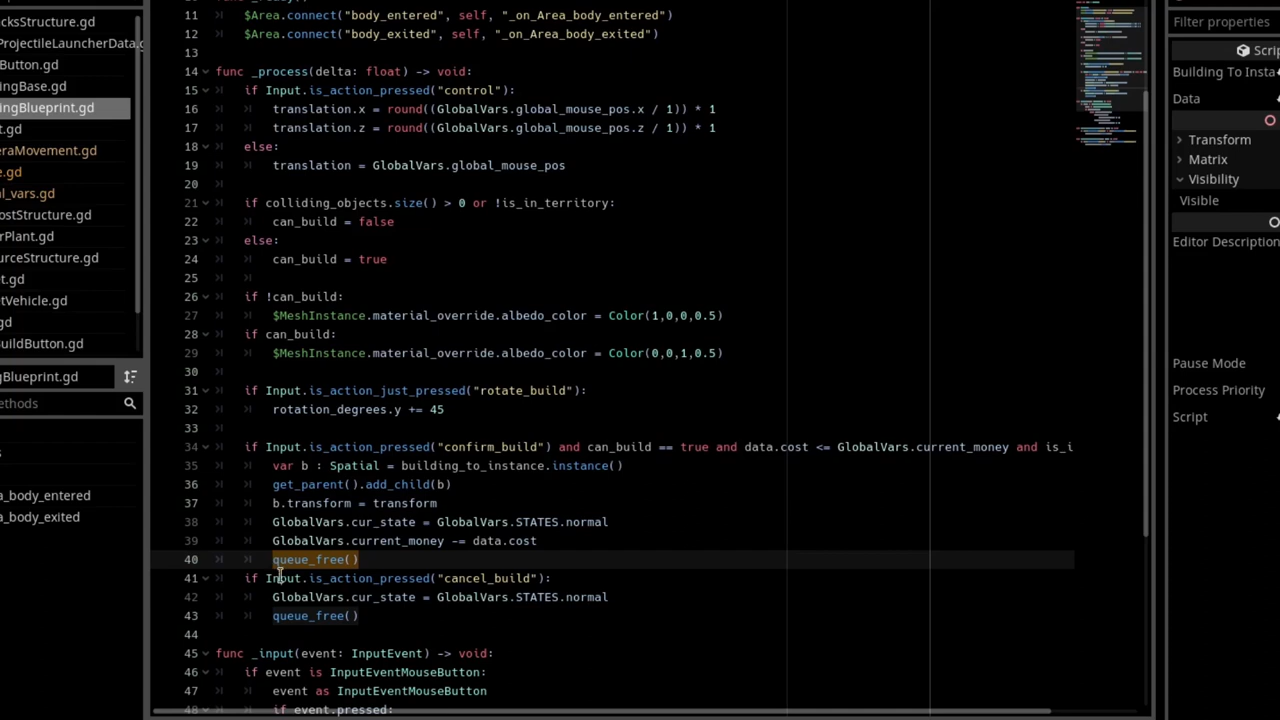 cksStructure.gd
ProjectileLauncherData.g
Button.gd
ingBase.gd
ingBlueprint.gd
t.gd
eraMovement.gd
e.gd
l_vars.gd
ostStructure.gd
rPlant.gd
urceStructure.gd
t.gd
etVehicle.gd
gd
uildButton.gd
gBlueprint.gd
ethods
s
a_body_entered
a_body_exited
11 $Area.connect("body_entered", self, "_on_Area_body_entered")
12 $Area.connect("body_exited", self, "_on_Area_body_exited")
13
14 func _process(delta: float) -> void:
15 if Input.is_action_pressed("control"):
16 translation.x = round((GlobalVars.global_mouse_pos.x / 1)) * 1
17 translation.z = round((GlobalVars.global_mouse_pos.z / 1)) * 1
18 else:
19 translation = GlobalVars.global_mouse_pos
20
21 if colliding_objects.size() > 0 or !is_in_territory:
22 can_build = false
23 else:
24 can_build = true
25
26 if !can_build:
27 $MeshInstance.material_override.albedo_color = Color(1,0,0,0.5)
28 if can_build:
29 $MeshInstance.material_override.albedo_color = Color(0,0,1,0.5)
30
31 if Input.is_action_just_pressed("rotate_build"):
32 rotation_degrees.y += 45
33
34 if Input.is_action_pressed("confirm_build") and can_build == true and data.cost <= GlobalVars.current_money and is_i
35 var b : Spatial = building_to_instance.instance()
36 get_parent().add_child(b)
37 b.transform = transform
38 GlobalVars.cur_state = GlobalVars.STATES.normal
39 GlobalVars.current_money -= data.cost
40 queue_free()
41 if Input.is_action_pressed("cancel_build"):
42 GlobalVars.cur_state = GlobalVars.STATES.normal
43 queue_free()
44
45 func _input(event: InputEvent) -> void:
46 if event is InputEventMouseButton:
47 event as InputEventMouseButton
48 if event.pressed:
Filter properties
Scrip
Building To Insta
Data
Transform
Matrix
Visibility
Visible
Editor Description
Pause Mode
Process Priority
Script